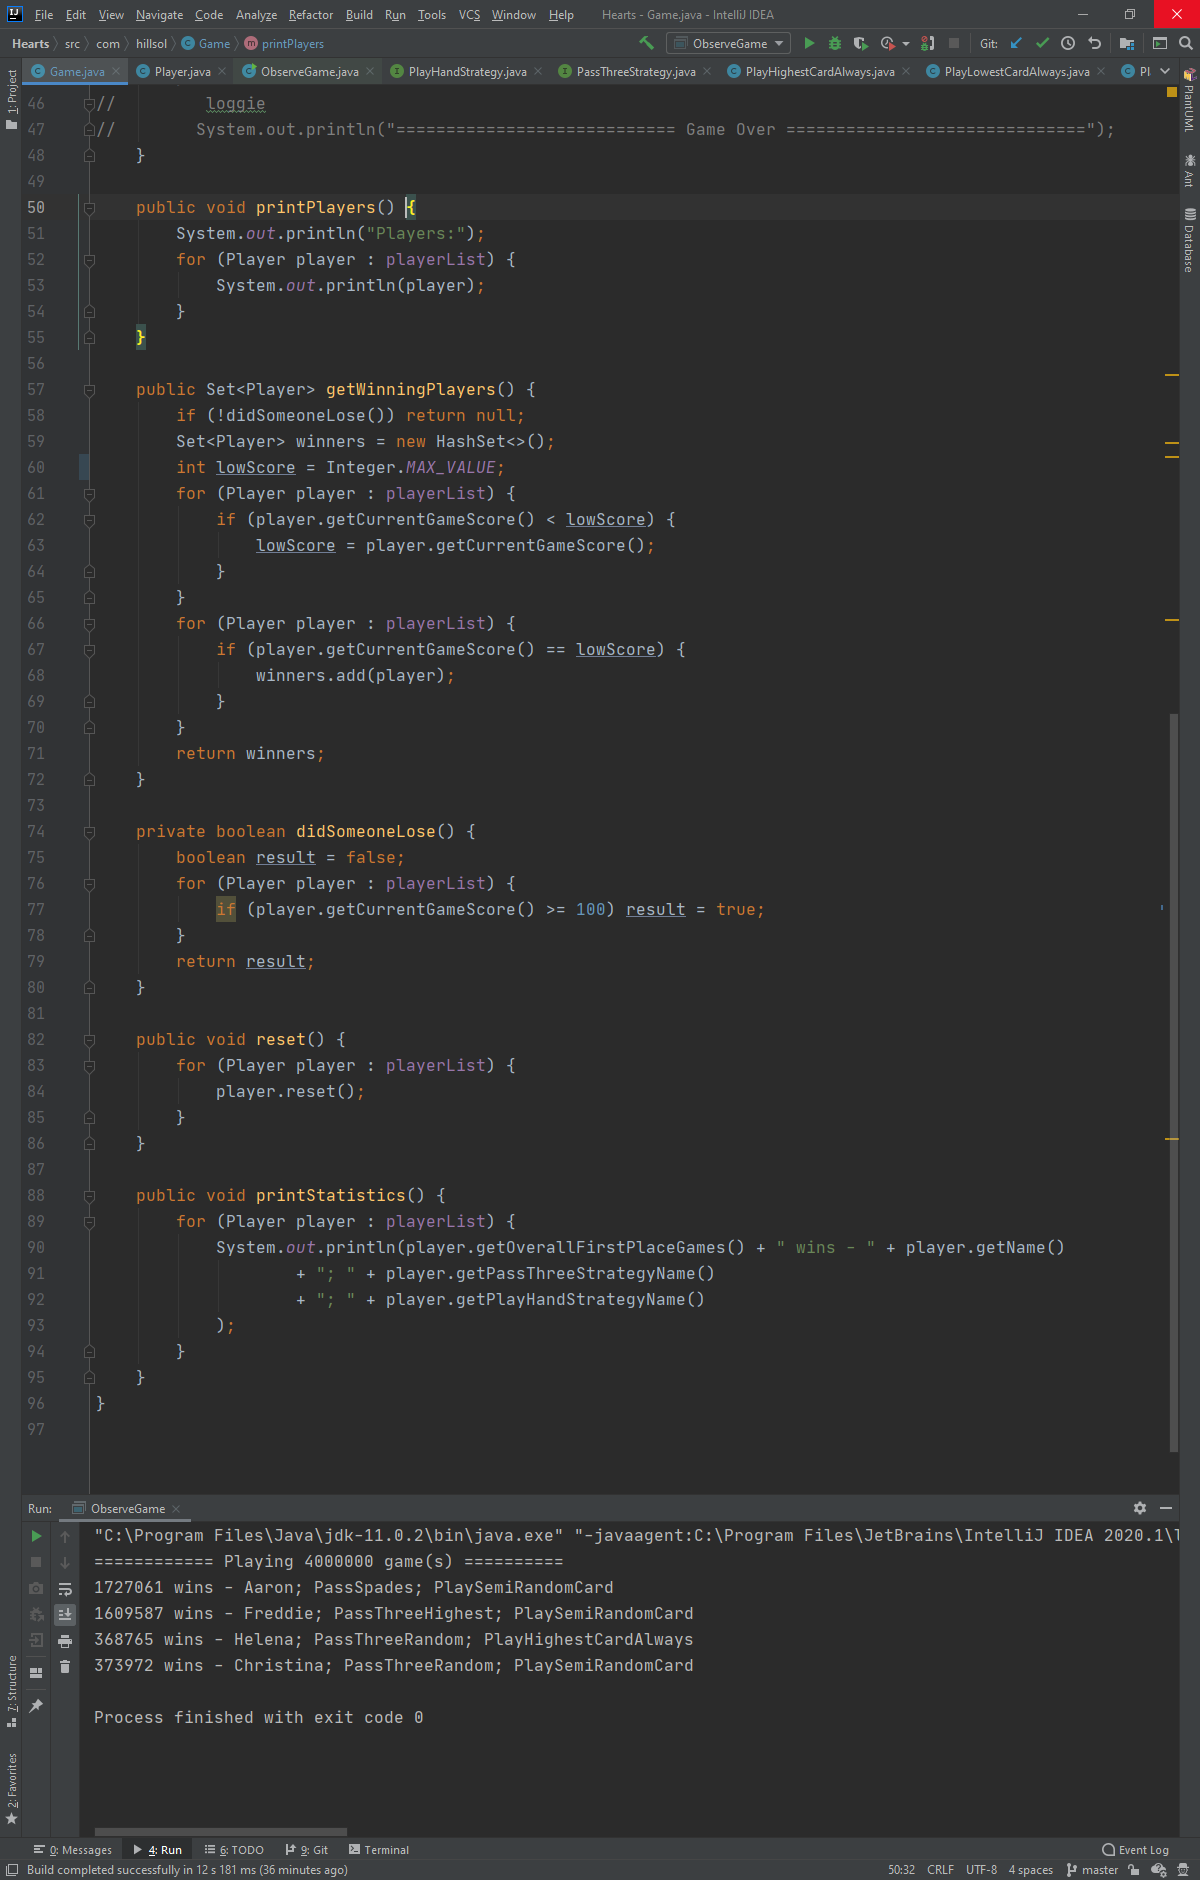 File Edit View Navigate Code Analyze Refactor Build Run Tools VCS Window Help Hearts - Game.java - IntelliJ IDEA
Hearts src com hillsol Game printPlayers ObserveGame Git:
Game.java Player.java ObserveGame.java PlayHandStrategy.java PassThreeStrategy.java PlayHighestCardAlways.java PlayLowestCardAlways.java Pl
1: Project
PlantUML
Ant
Database
46 // loggie
47 // System.out.println("============================ Game Over ==============================");
48 }
49
50 public void printPlayers() {
51 System.out.println("Players:");
52 for (Player player : playerList) {
53 System.out.println(player);
54 }
55 }
56
57 public Set<Player> getWinningPlayers() {
58 if (!didSomeoneLose()) return null;
59 Set<Player> winners = new HashSet<>();
60 int lowScore = Integer.MAX_VALUE;
61 for (Player player : playerList) {
62 if (player.getCurrentGameScore() < lowScore) {
63 lowScore = player.getCurrentGameScore();
64 }
65 }
66 for (Player player : playerList) {
67 if (player.getCurrentGameScore() == lowScore) {
68 winners.add(player);
69 }
70 }
71 return winners;
72 }
73
74 private boolean didSomeoneLose() {
75 boolean result = false;
76 for (Player player : playerList) {
77 if (player.getCurrentGameScore() >= 100) result = true;
78 }
79 return result;
80 }
81
82 public void reset() {
83 for (Player player : playerList) {
84 player.reset();
85 }
86 }
87
88 public void printStatistics() {
89 for (Player player : playerList) {
90 System.out.println(player.getOverallFirstPlaceGames() + " wins - " + player.getName()
91 + "; " + player.getPassThreeStrategyName()
92 + "; " + player.getPlayHandStrategyName()
93 );
94 }
95 }
96 }
97
Run: ObserveGame
"C:\Program Files\Java\jdk-11.0.2\bin\java.exe" "-javaagent:C:\Program Files\JetBrains\IntelliJ IDEA 2020.1\l
============ Playing 4000000 game(s) ==========
1727061 wins - Aaron; PassSpades; PlaySemiRandomCard
1609587 wins - Freddie; PassThreeHighest; PlaySemiRandomCard
368765 wins - Helena; PassThreeRandom; PlayHighestCardAlways
373972 wins - Christina; PassThreeRandom; PlaySemiRandomCard
Process finished with exit code 0
7: Structure
2: Favorites
0: Messages 4: Run 6: TODO 9: Git Terminal Event Log
Build completed successfully in 12 s 181 ms (36 minutes ago) 50:32 CRLF UTF-8 4 spaces master